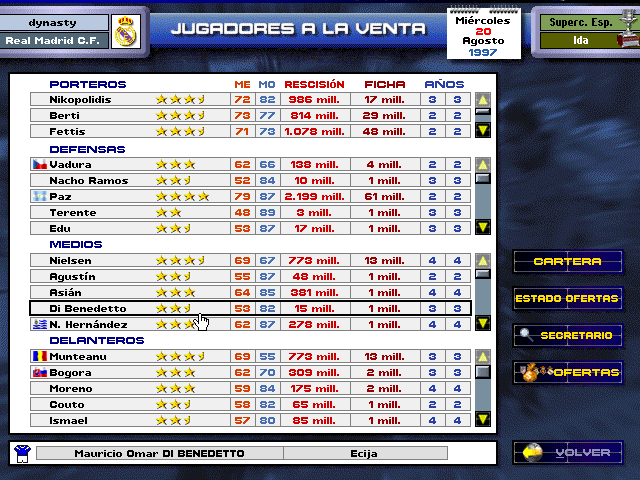 dynasty
Real Madrid C.F.
JUGADORES A LA VENTA
Miércoles
20
Agosto
1997
Superc. Esp.
Ida
PORTEROS ME MO RESCISIÓN FICHA AÑOS
Nikopolidis 72 82 986 mill. 17 mill. 3 3
Berti 73 77 814 mill. 29 mill. 2 2
Fettis 71 73 1.078 mill. 48 mill. 2 2
DEFENSAS
Vadura 62 66 138 mill. 4 mill. 2 2
Nacho Ramos 52 84 10 mill. 1 mill. 3 3
Paz 79 87 2.199 mill. 61 mill. 2 2
Terente 48 89 3 mill. 1 mill. 3 3
Edu 53 87 17 mill. 1 mill. 3 3
MEDIOS
Nielsen 69 67 773 mill. 13 mill. 4 4
Agustín 55 87 48 mill. 1 mill. 2 2
Asián 64 85 381 mill. 1 mill. 4 4
Di Benedetto 53 82 15 mill. 1 mill. 3 3
N. Hernández 62 87 278 mill. 1 mill. 4 4
DELANTEROS
Munteanu 69 55 773 mill. 13 mill. 3 3
Bogora 62 70 309 mill. 2 mill. 3 3
Moreno 59 84 175 mill. 2 mill. 4 4
Couto 58 82 65 mill. 1 mill. 2 2
Ismael 57 80 85 mill. 1 mill. 4 4
CARTERA
ESTADO OFERTAS
SECRETARIO
OFERTAS
Mauricio Omar DI BENEDETTO Ecija
VOLVER